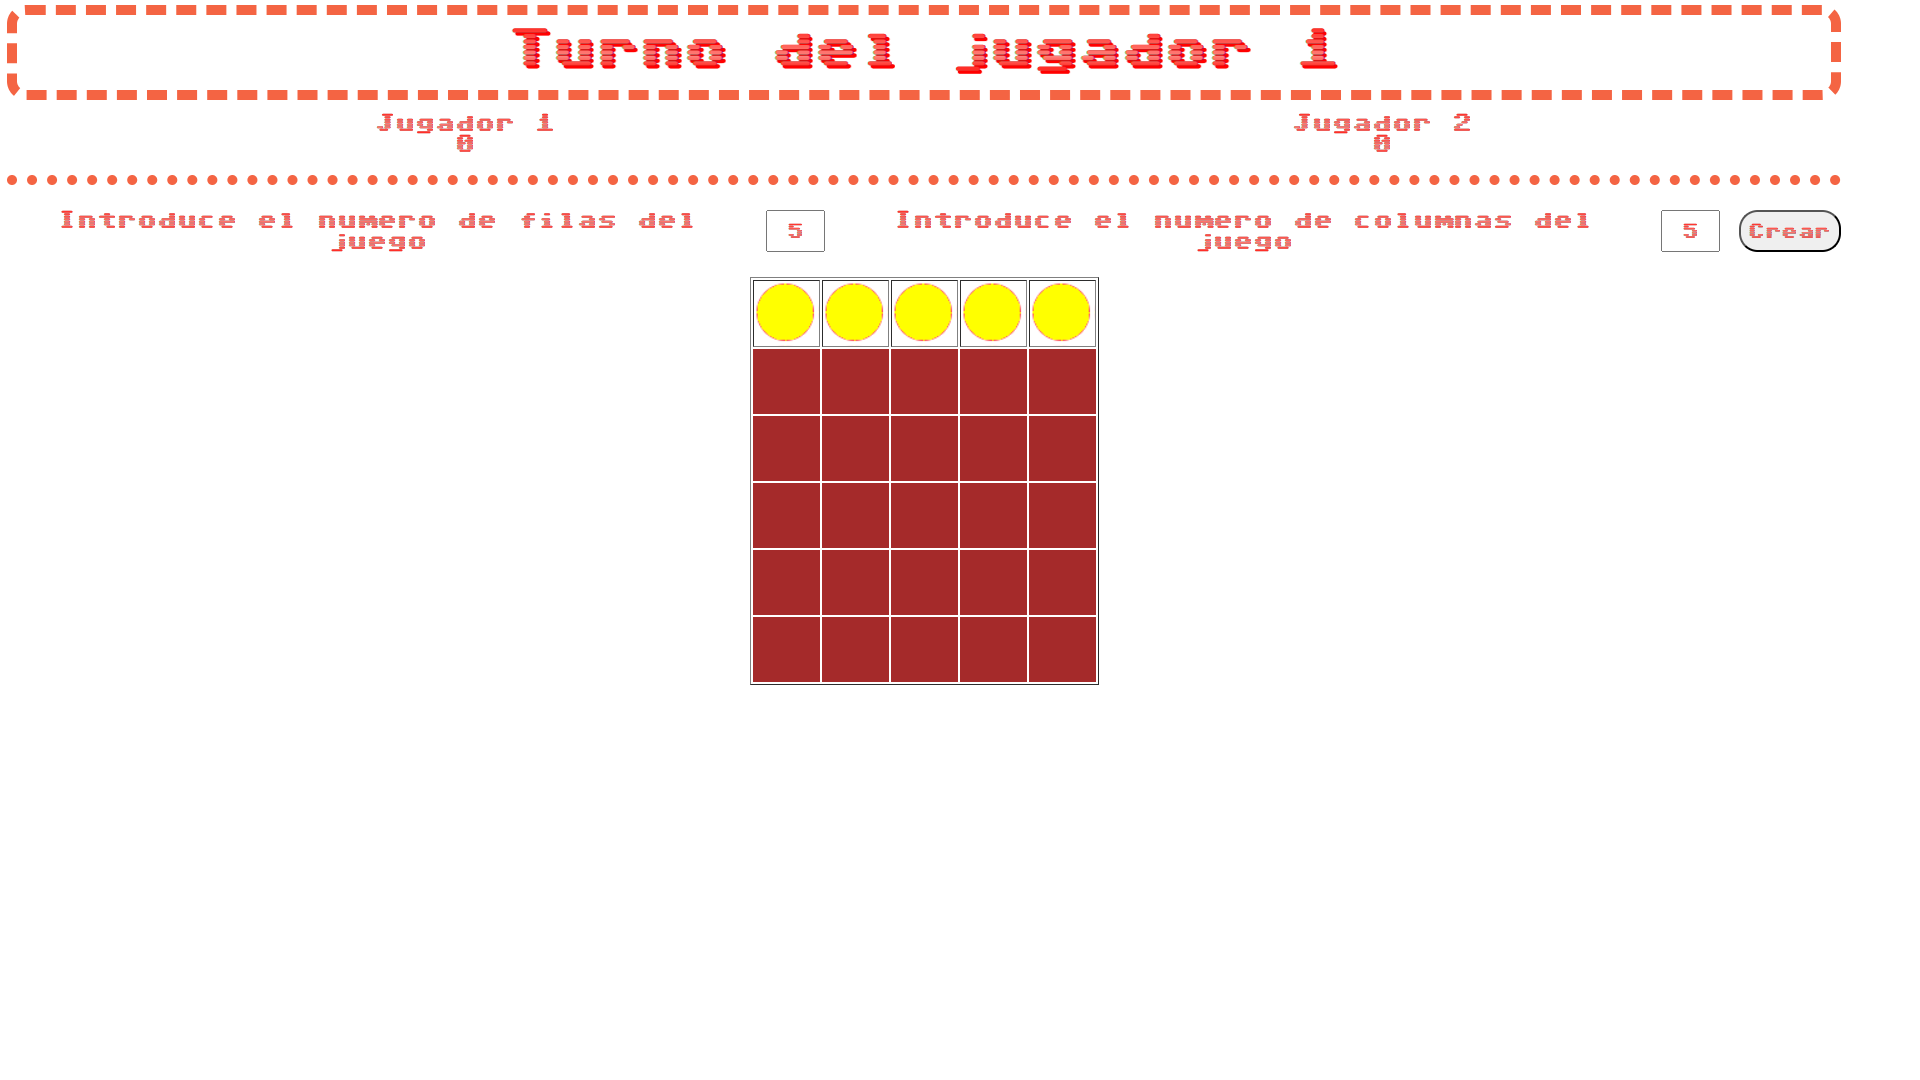 Turno del jugador 1
Jugador 1
0
Jugador 2
0
Introduce el numero de filas del
juego
5
Introduce el numero de columnas del
juego
5
Crear